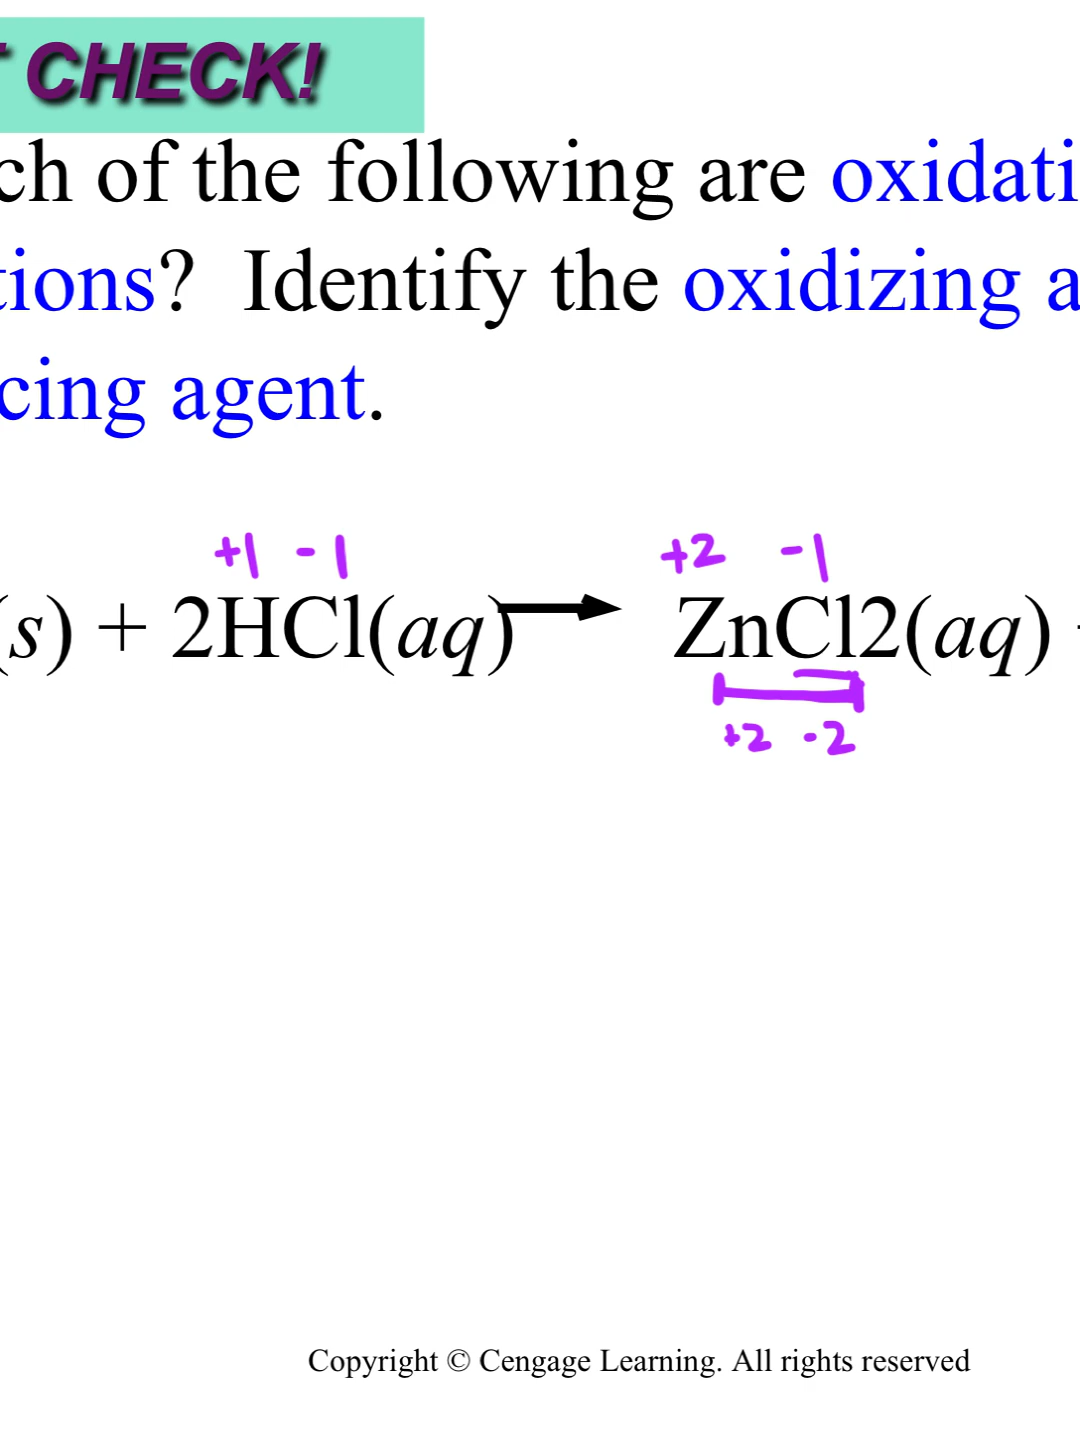 CHECK!
ch of the following are oxidati
tions? Identify the oxidizing a
cing agent.
+1 -1 +2 -1
(s) + 2HCl(aq) → ZnCl2(aq)
+2 -2
Copyright © Cengage Learning. All rights reserved